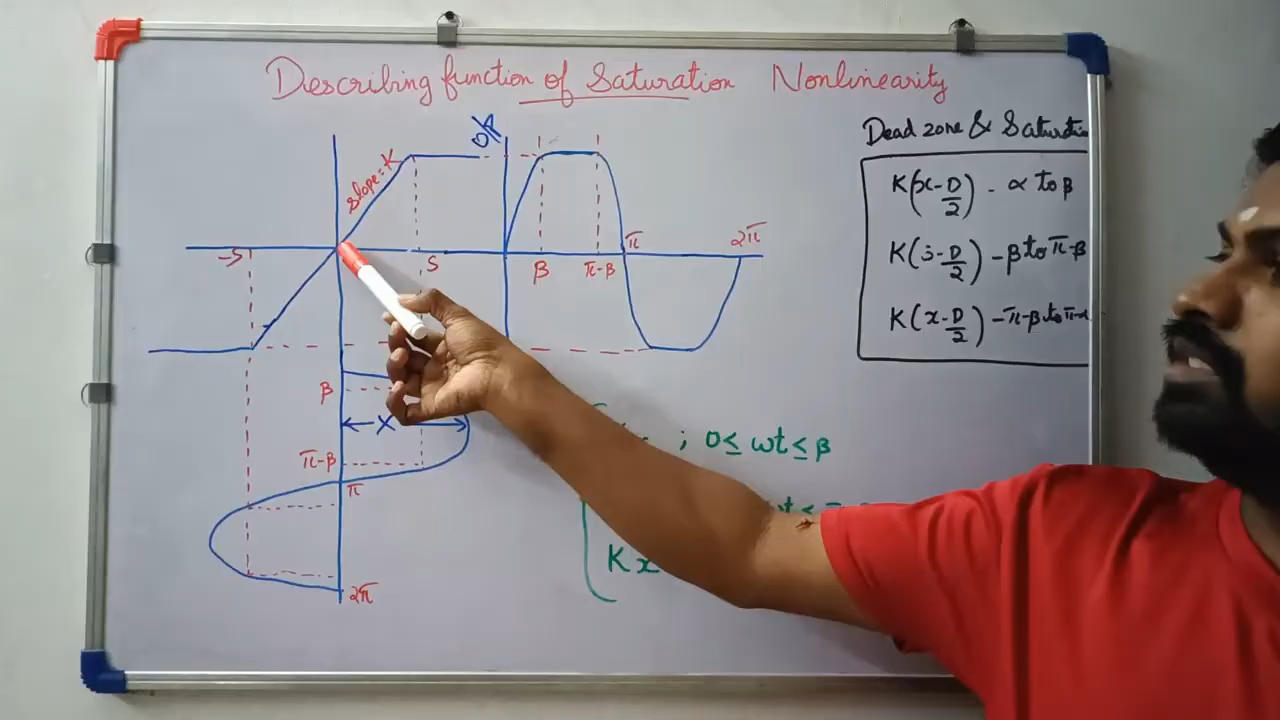 Describing function of Saturation Nonlinearity
Dead zone & Saturation
K(x-D/2) - α to β
K(s-D/2) - β to π-β
K(x-D/2) - π-β to π-α
slope=K
O/P
-S
S
β
π-β
π
2π
β
X
π-β
π
2π
; 0 ≤ ωt ≤ β
ωt ≤
Kx